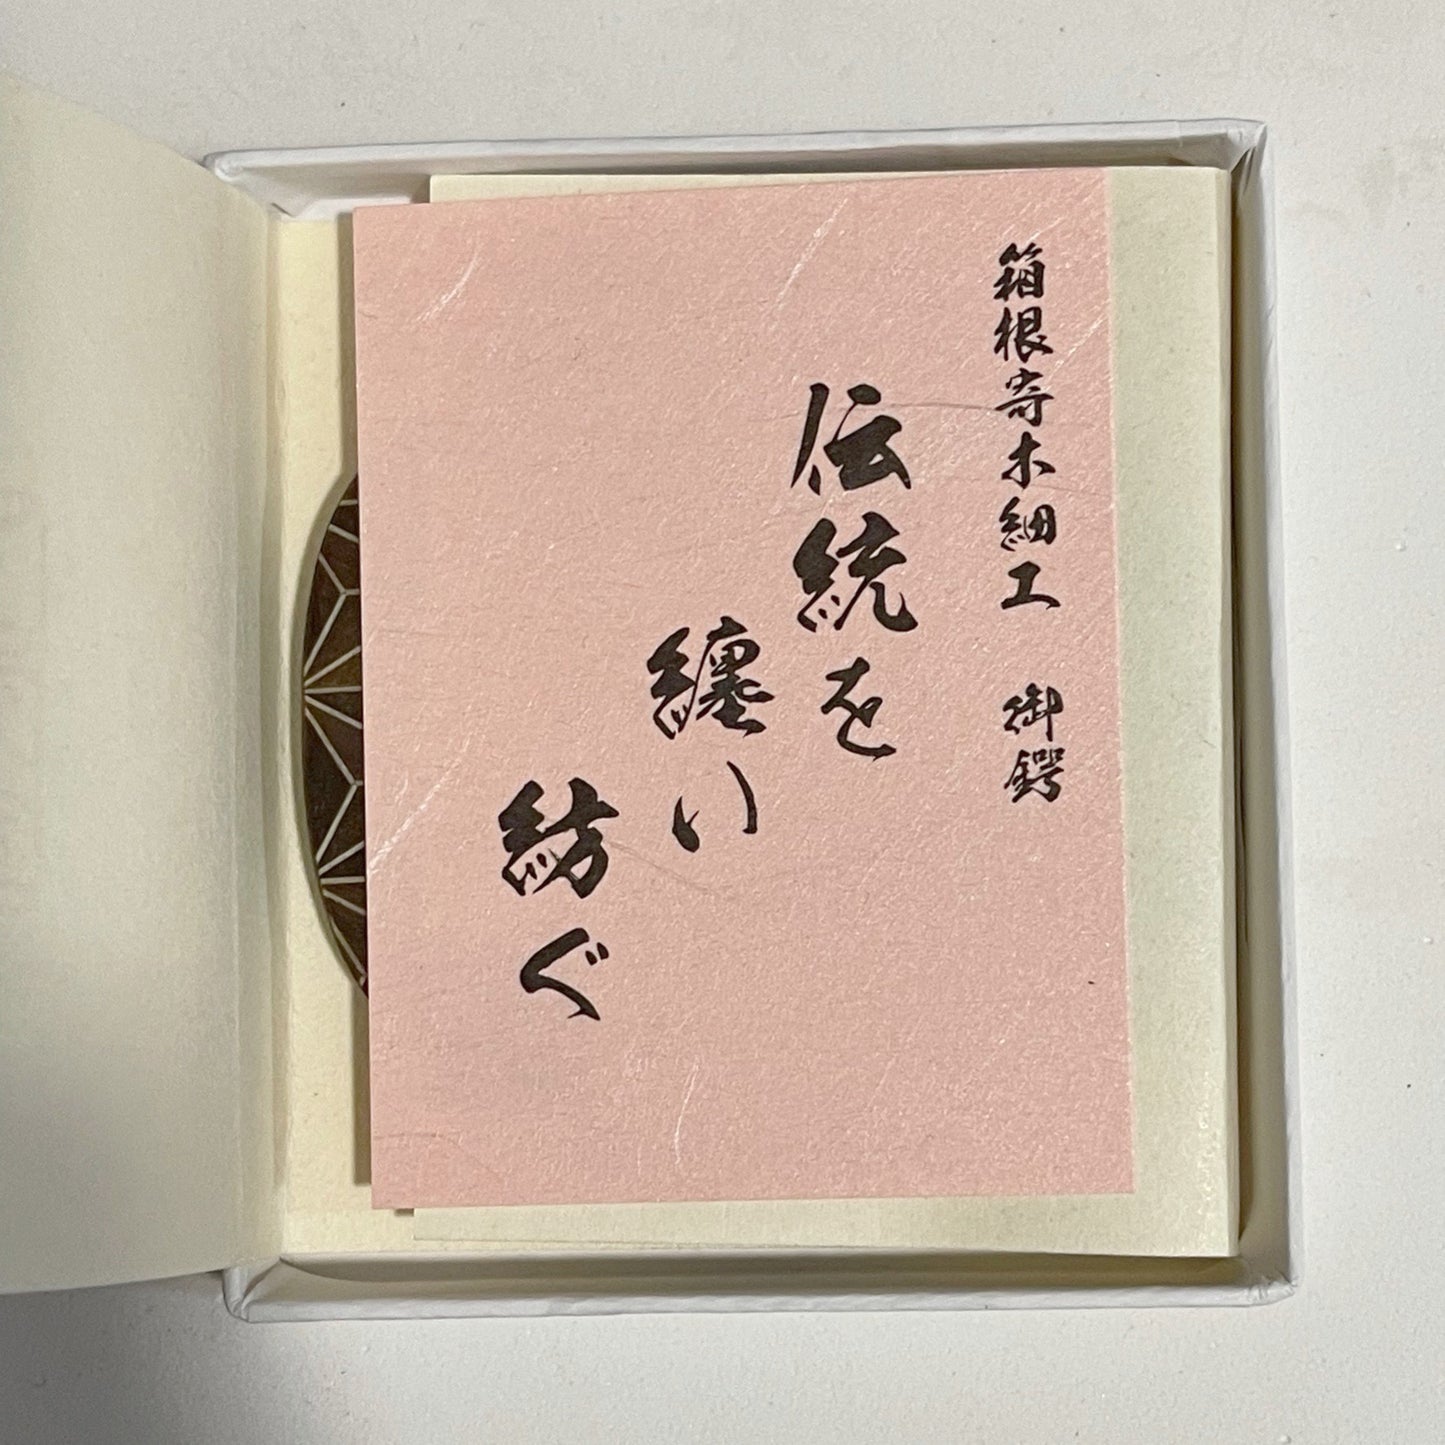 箱根寄木細工　御鍔
伝統を
纏い
紡ぐ